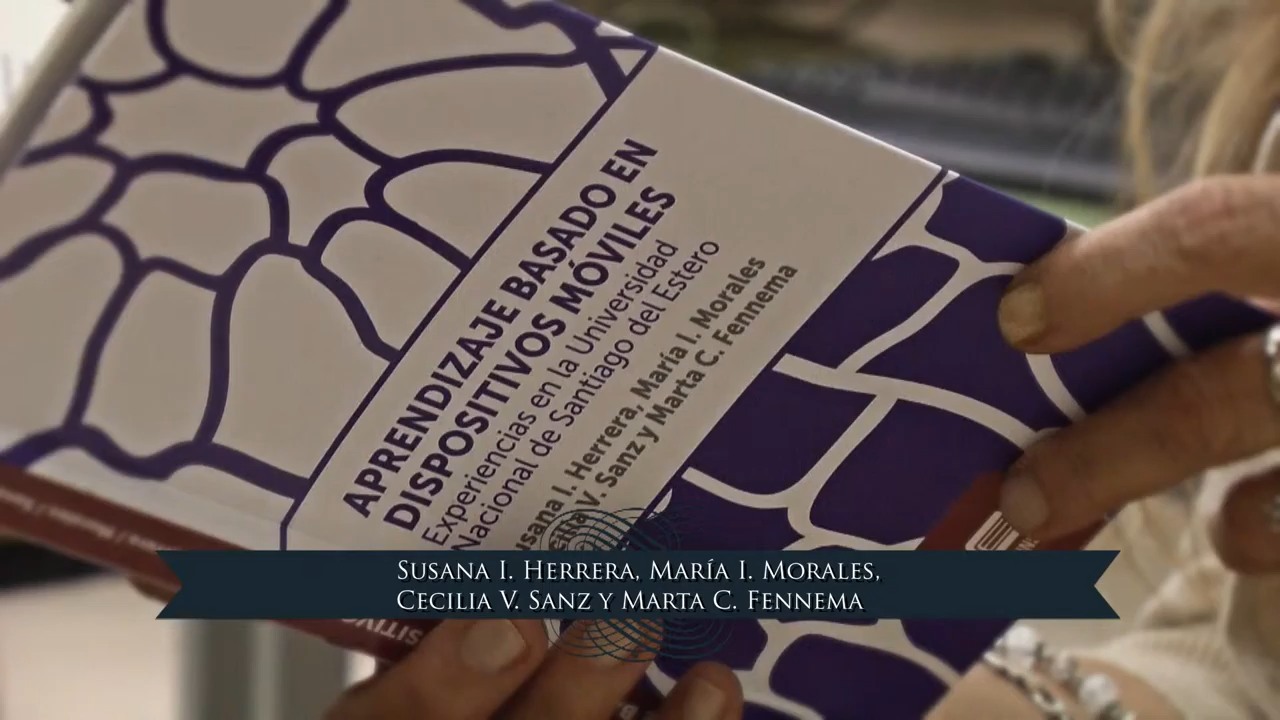 APRENDIZAJE BASADO EN
DISPOSITIVOS MÓVILES
Experiencias en la Universidad
Nacional de Santiago del Estero
usana I. Herrera, María I. Morales
V. Sanz y Marta C. Fennema
SUSANA I. HERRERA, MARÍA I. MORALES,
CECILIA V. SANZ Y MARTA C. FENNEMA